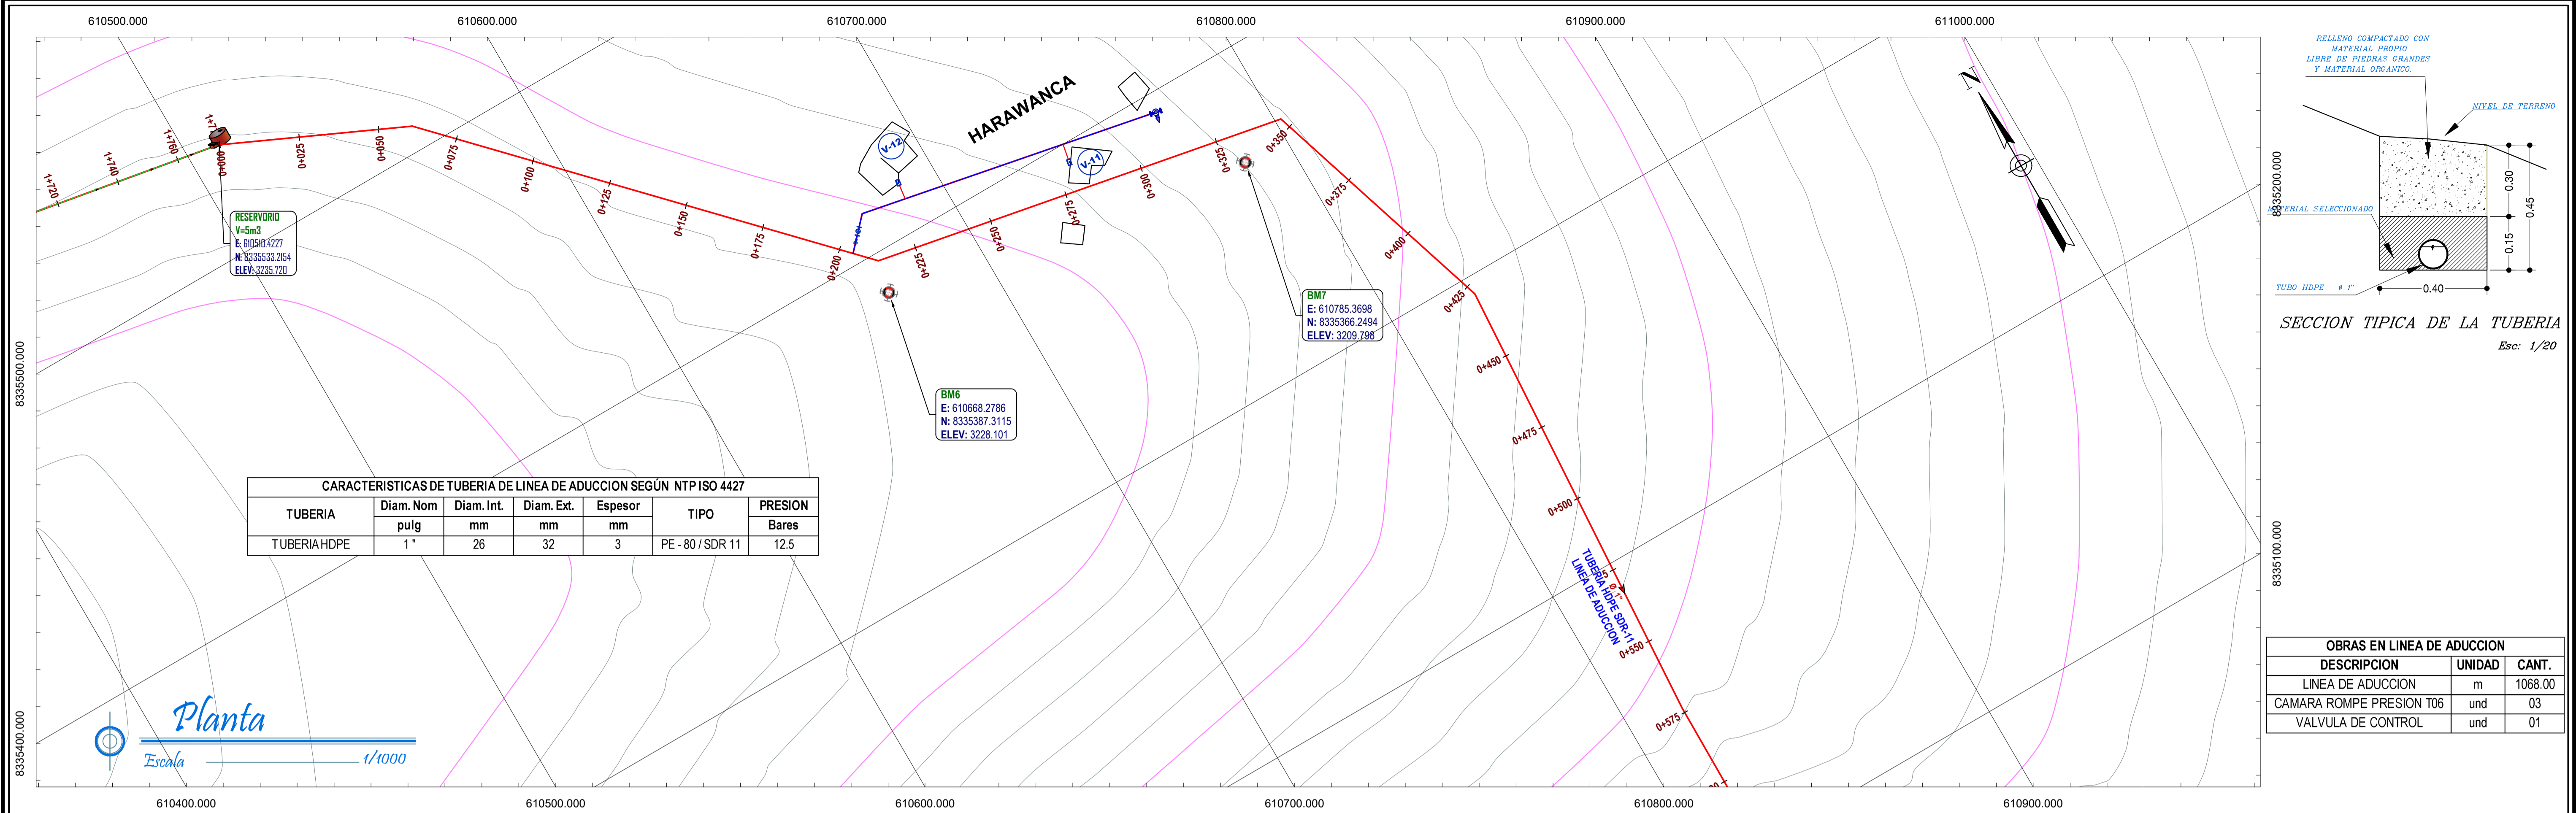 610500.000
610600.000
610700.000
610800.000
610900.000
611000.000
8335500.000
8335400.000
1+720
1+740
1+760
0+000
0+025
0+050
0+075
0+100
0+125
0+150
0+175
0+200
0+225
0+250
0+275
0+300
0+325
0+350
0+375
0+400
0+425
0+450
0+475
0+500
0+550
0+575
RESERVORIO
V=5m3
E: 610510.4227
N: 8335533.2154
ELEV: 3235.720
HARAWANCA
V-12
V-11
BM6
E: 610668.2786
N: 8335387.3115
ELEV: 3228.101
BM7
E: 610785.3698
N: 8335366.2494
ELEV: 3209.798
TUBERIA HDPE SDR-11
LINEA DE ADUCCION
N
CARACTERISTICAS DE TUBERIA DE LINEA DE ADUCCION SEGÚN NTP ISO 4427
TUBERIA Diam. Nom Diam. Int. Diam. Ext. Espesor TIPO PRESION
pulg mm mm mm Bares
TUBERIA HDPE 1 " 26 32 3 PE - 80 / SDR 11 12.5
Planta
Escala 1/1000
610400.000
610500.000
610600.000
610700.000
610800.000
610900.000
8335200.000
8335100.000
RELLENO COMPACTADO CON
MATERIAL PROPIO
LIBRE DE PIEDRAS GRANDES
Y MATERIAL ORGANICO.
NIVEL DE TERRENO
MATERIAL SELECCIONADO
0.30
0.45
0.15
0.40
TUBO HDPE ø 1"
SECCION TIPICA DE LA TUBERIA
Esc: 1/20
OBRAS EN LINEA DE ADUCCION
DESCRIPCION UNIDAD CANT.
LINEA DE ADUCCION m 1068.00
CAMARA ROMPE PRESION T06 und 03
VALVULA DE CONTROL und 01